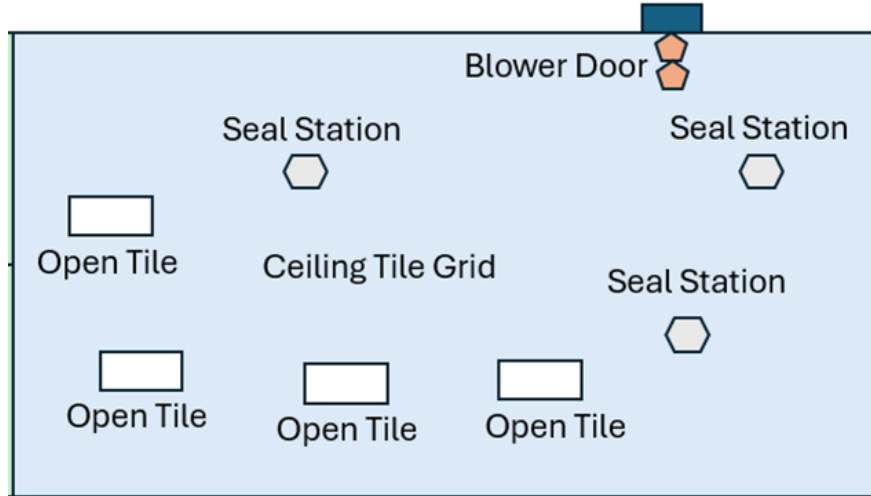 Blower Door
Seal Station
Seal Station
Open Tile
Ceiling Tile Grid
Seal Station
Open Tile
Open Tile
Open Tile